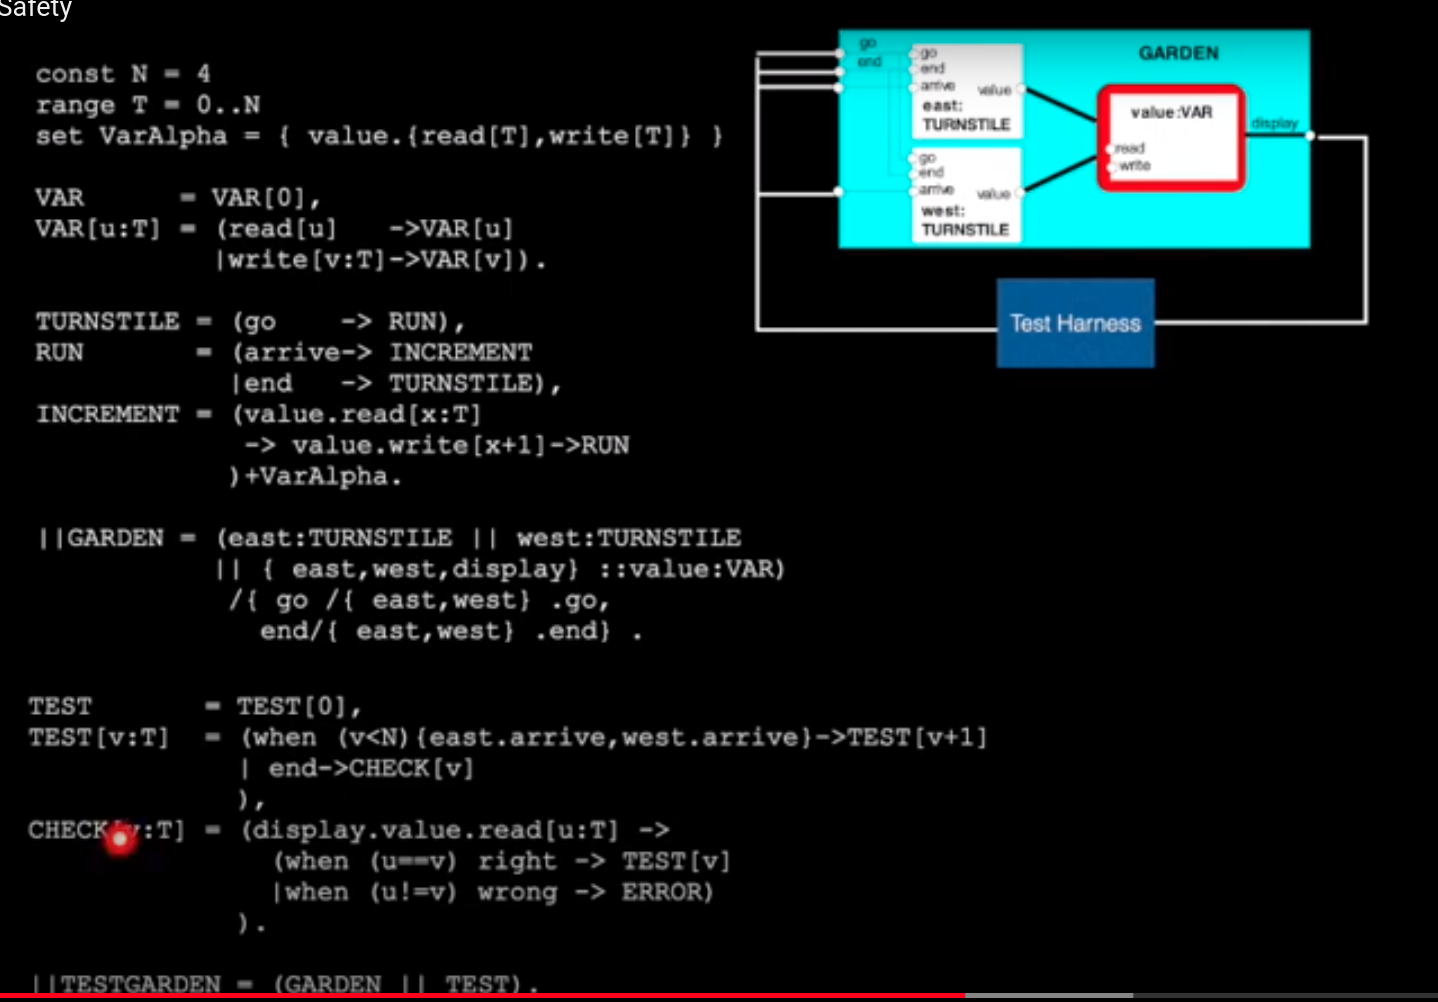 Safety
const N = 4
range T = 0..N
set VarAlpha = { value.{read[T],write[T]} }
VAR      = VAR[0],
VAR[u:T] = (read[u]   ->VAR[u]
|write[v:T]->VAR[v]).
TURNSTILE = (go    -> RUN),
RUN       = (arrive-> INCREMENT
|end   -> TURNSTILE),
INCREMENT = (value.read[x:T]
-> value.write[x+1]->RUN
)+VarAlpha.
||GARDEN = (east:TURNSTILE || west:TURNSTILE
|| { east,west,display} ::value:VAR)
/{ go /{ east,west} .go,
end/{ east,west} .end} .
TEST       = TEST[0],
TEST[v:T]  = (when (v<N){east.arrive,west.arrive}->TEST[v+1]
| end->CHECK[v]
),
CHECK[v:T] = (display.value.read[u:T] ->
(when (u==v) right -> TEST[v]
|when (u!=v) wrong -> ERROR)
).
||TESTGARDEN = (GARDEN || TEST).
GARDEN
go
end
go
end
arrive
value
east:
TURNSTILE
go
end
arrive
value
west:
TURNSTILE
value:VAR
read
write
display
Test Harness